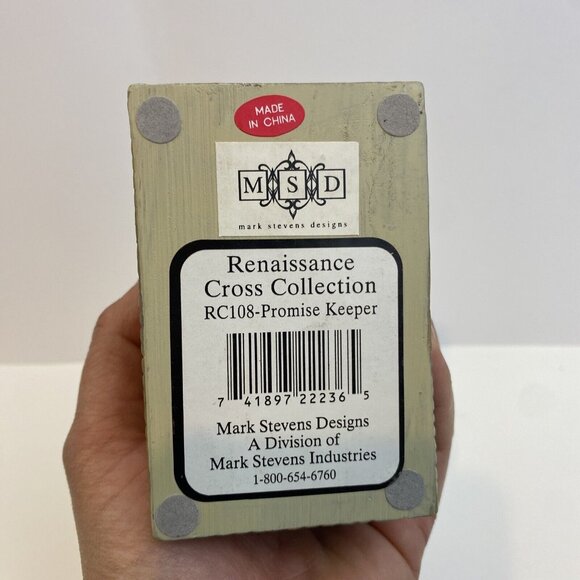 MADE
IN CHINA
M S D
mark stevens designs
Renaissance
Cross Collection
RC108-Promise Keeper
7 41897 22236 5
Mark Stevens Designs
A Division of
Mark Stevens Industries
1-800-654-6760